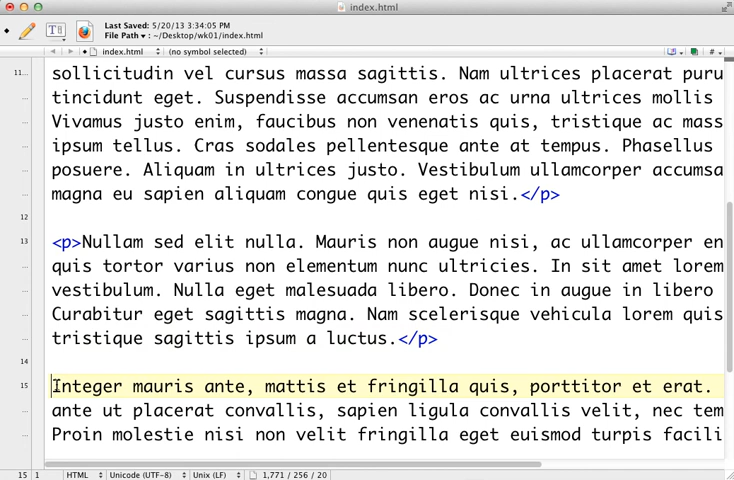 index.html
Last Saved: 5/20/13 3:34:05 PM
File Path ▾ : ~/Desktop/wk01/index.html
index.html (no symbol selected) #
11... sollicitudin vel cursus massa sagittis. Nam ultrices placerat puru
tincidunt eget. Suspendisse accumsan eros ac urna ultrices mollis
Vivamus justo enim, faucibus non venenatis quis, tristique ac mass
ipsum tellus. Cras sodales pellentesque ante at tempus. Phasellus
posuere. Aliquam in ultrices justo. Vestibulum ullamcorper accumsa
magna eu sapien aliquam congue quis eget nisi.</p>
12
13 <p>Nullam sed elit nulla. Mauris non augue nisi, ac ullamcorper en
quis tortor varius non elementum nunc ultricies. In sit amet lorem
vestibulum. Nulla eget malesuada libero. Donec in augue in libero
Curabitur eget sagittis magna. Nam scelerisque vehicula lorem quis
tristique sagittis ipsum a luctus.</p>
14
15 Integer mauris ante, mattis et fringilla quis, porttitor et erat.
ante ut placerat convallis, sapien ligula convallis velit, nec tem
Proin molestie nisi non velit fringilla eget euismod turpis facili
15 1 HTML Unicode (UTF-8) Unix (LF) 1,771 / 256 / 20